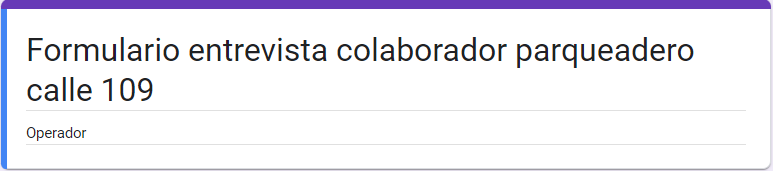 Formulario entrevista colaborador parqueadero
calle 109
Operador